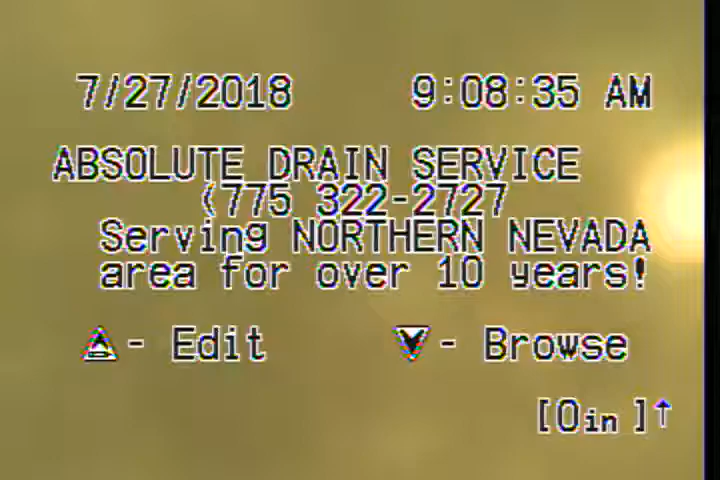 7/27/2018 9:08:35 AM
ABSOLUTE DRAIN SERVICE
(775 322-2727
Serving NORTHERN NEVADA
area for over 10 years!
- Edit - Browse
[0in ]↑